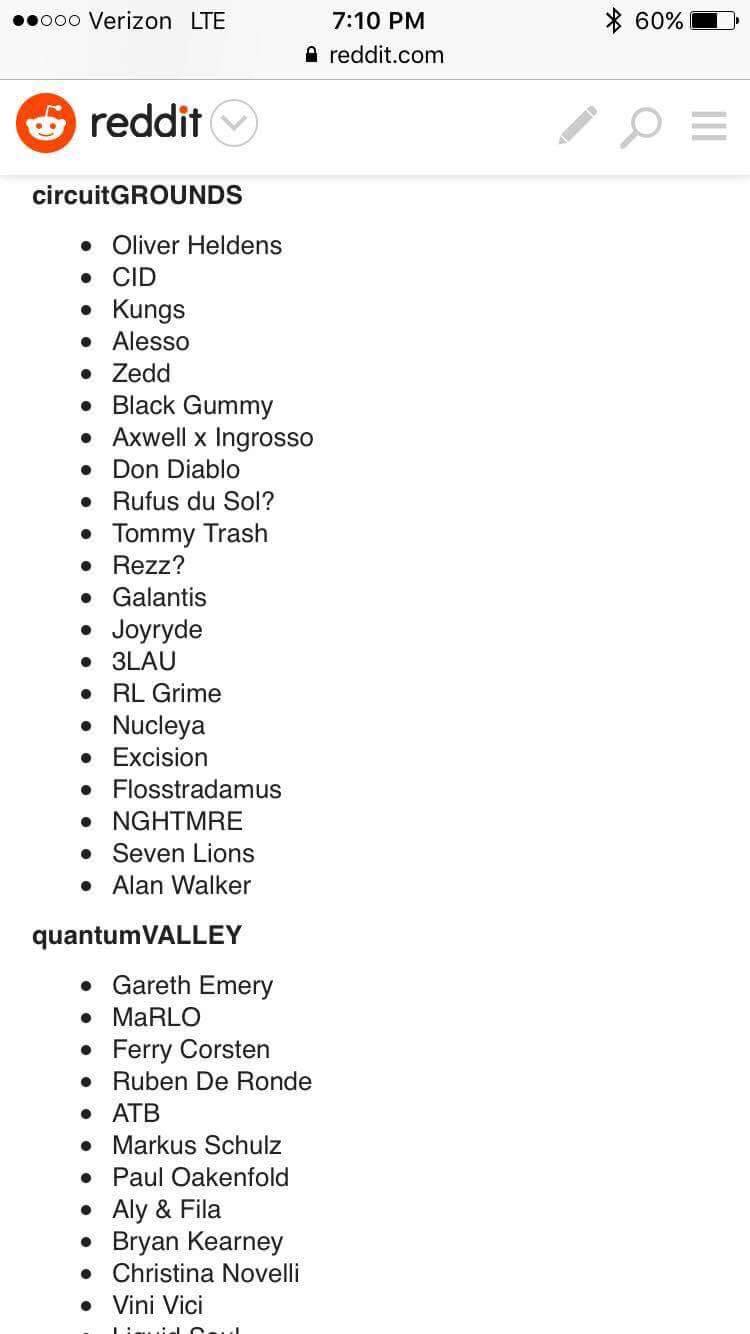 Verizon LTE 7:10 PM 60%
reddit.com
reddit
circuitGROUNDS
Oliver Heldens
CID
Kungs
Alesso
Zedd
Black Gummy
Axwell x Ingrosso
Don Diablo
Rufus du Sol?
Tommy Trash
Rezz?
Galantis
Joyryde
3LAU
RL Grime
Nucleya
Excision
Flosstradamus
NGHTMRE
Seven Lions
Alan Walker
quantumVALLEY
Gareth Emery
MaRLO
Ferry Corsten
Ruben De Ronde
ATB
Markus Schulz
Paul Oakenfold
Aly & Fila
Bryan Kearney
Christina Novelli
Vini Vici